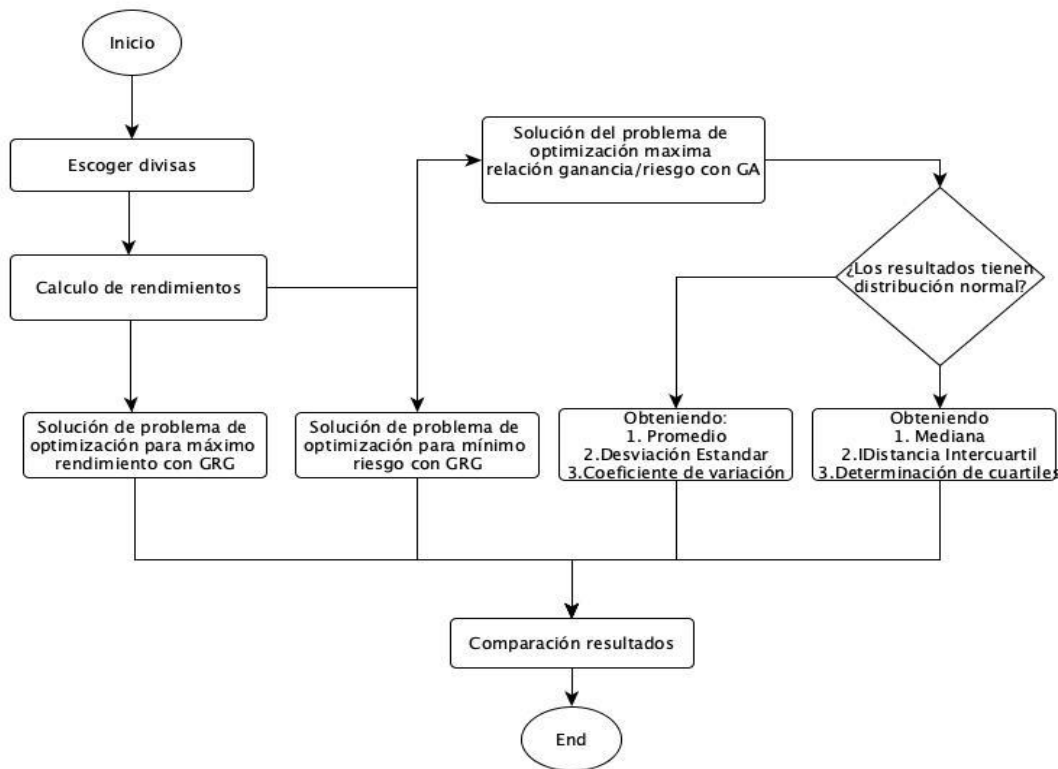 Inicio
Escoger divisas
Calculo de rendimientos
Solución del problema de
optimización maxima
relación ganancia/riesgo con GA
¿Los resultados tienen
distribución normal?
Solución de problema de
optimización para máximo
rendimiento con GRG
Solución de problema de
optimización para mínimo
riesgo con GRG
Obteniendo:
1. Promedio
2.Desviación Estandar
3.Coeficiente de variación
Obteniendo
1. Mediana
2.IDistancia Intercuartil
3.Determinación de cuartiles
Comparación resultados
End